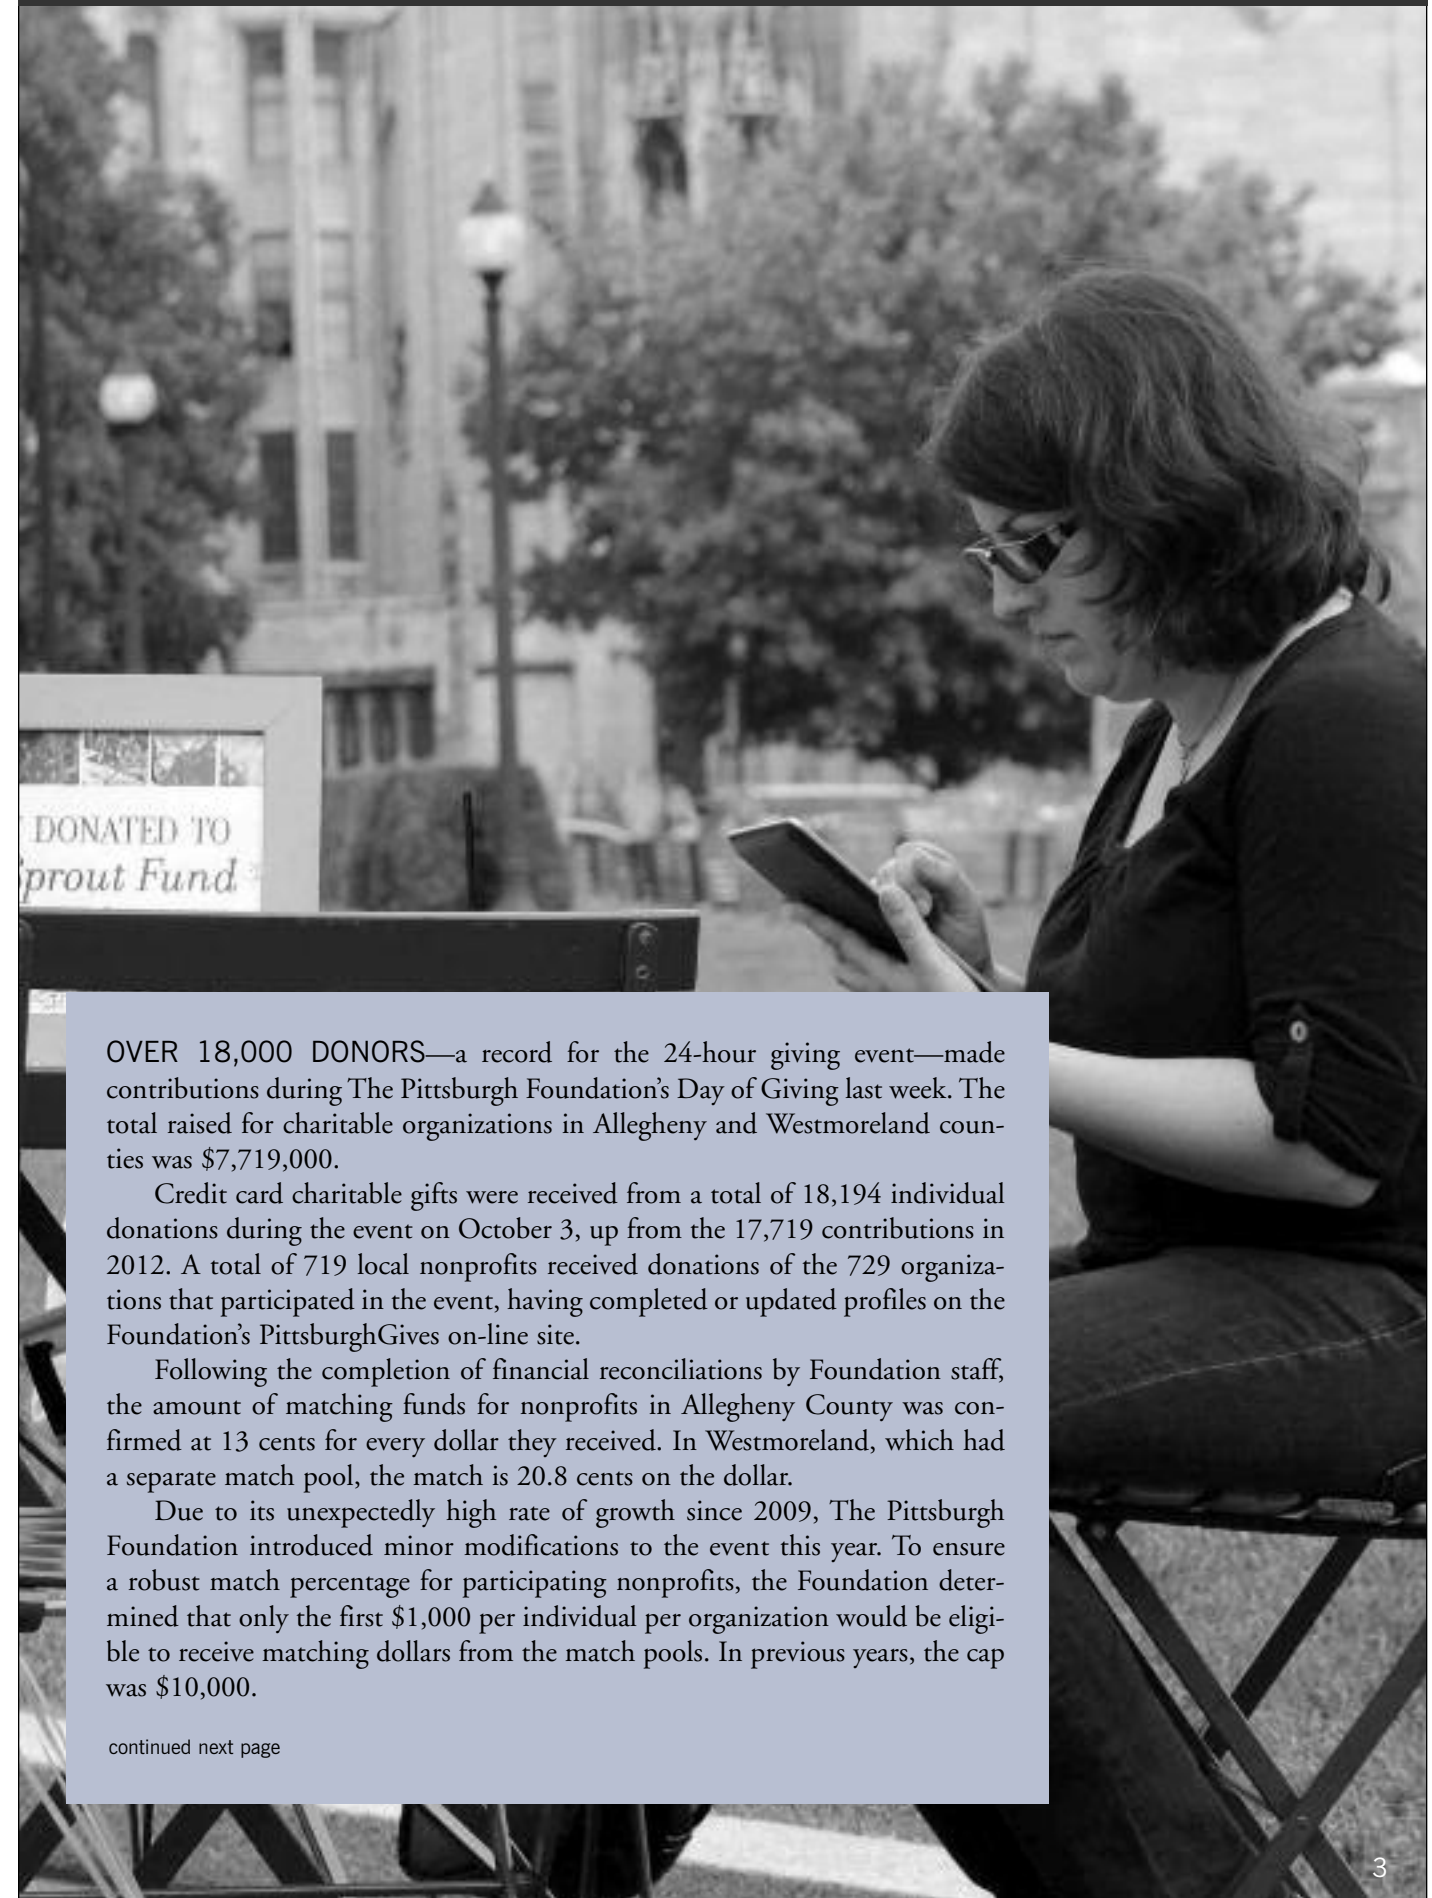 DONATED TO
prout Fund
OVER 18,000 DONORS—a record for the 24-hour giving event—made
contributions during The Pittsburgh Foundation’s Day of Giving last week. The
total raised for charitable organizations in Allegheny and Westmoreland coun-
ties was $7,719,000.
Credit card charitable gifts were received from a total of 18,194 individual
donations during the event on October 3, up from the 17,719 contributions in
2012. A total of 719 local nonprofits received donations of the 729 organiza-
tions that participated in the event, having completed or updated profiles on the
Foundation’s PittsburghGives on-line site.
Following the completion of financial reconciliations by Foundation staff,
the amount of matching funds for nonprofits in Allegheny County was con-
firmed at 13 cents for every dollar they received. In Westmoreland, which had
a separate match pool, the match is 20.8 cents on the dollar.
Due to its unexpectedly high rate of growth since 2009, The Pittsburgh
Foundation introduced minor modifications to the event this year. To ensure
a robust match percentage for participating nonprofits, the Foundation deter-
mined that only the first $1,000 per individual per organization would be eligi-
ble to receive matching dollars from the match pools. In previous years, the cap
was $10,000.
continued next page
3